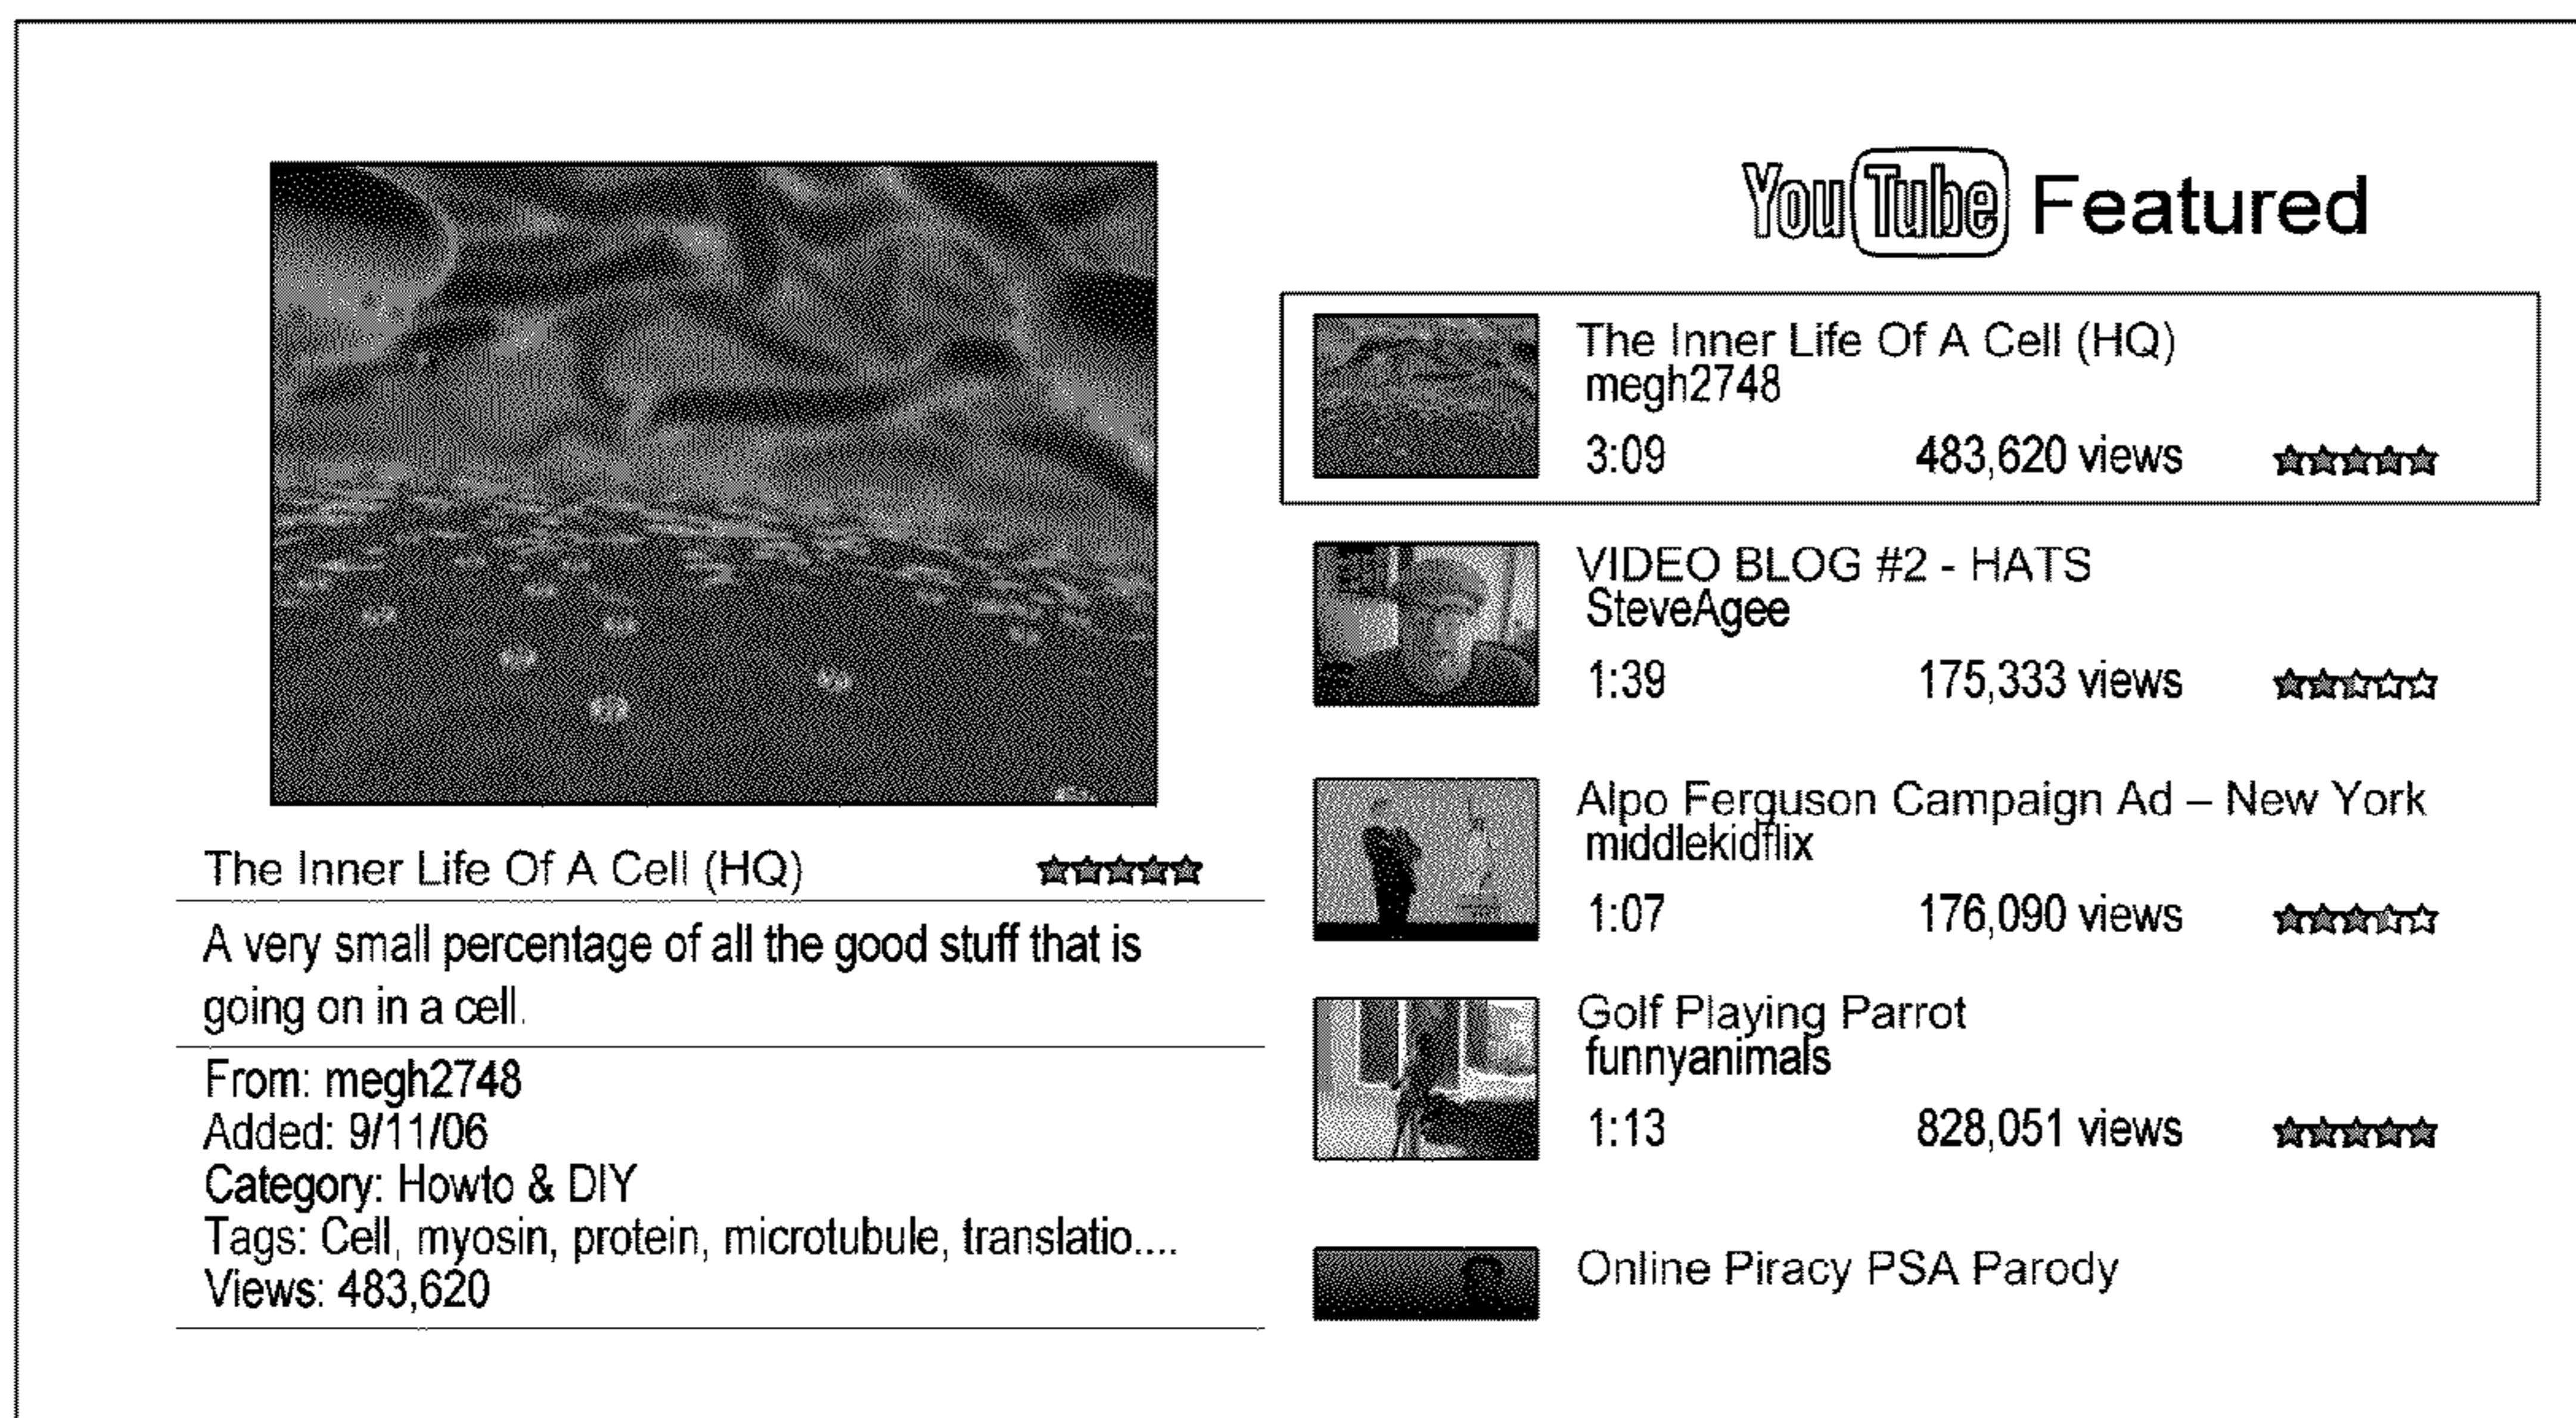 YouTube Featured
The Inner Life Of A Cell (HQ)
A very small percentage of all the good stuff that is
going on in a cell.
From: megh2748
Added: 9/11/06
Category: Howto & DIY
Tags: Cell, myosin, protein, microtubule, translatio....
Views: 483,620
The Inner Life Of A Cell (HQ)
megh2748
3:09 483,620 views
VIDEO BLOG #2 - HATS
SteveAgee
1:39 175,333 views
Alpo Ferguson Campaign Ad – New York
middlekidflix
1:07 176,090 views
Golf Playing Parrot
funnyanimals
1:13 828,051 views
Online Piracy PSA Parody